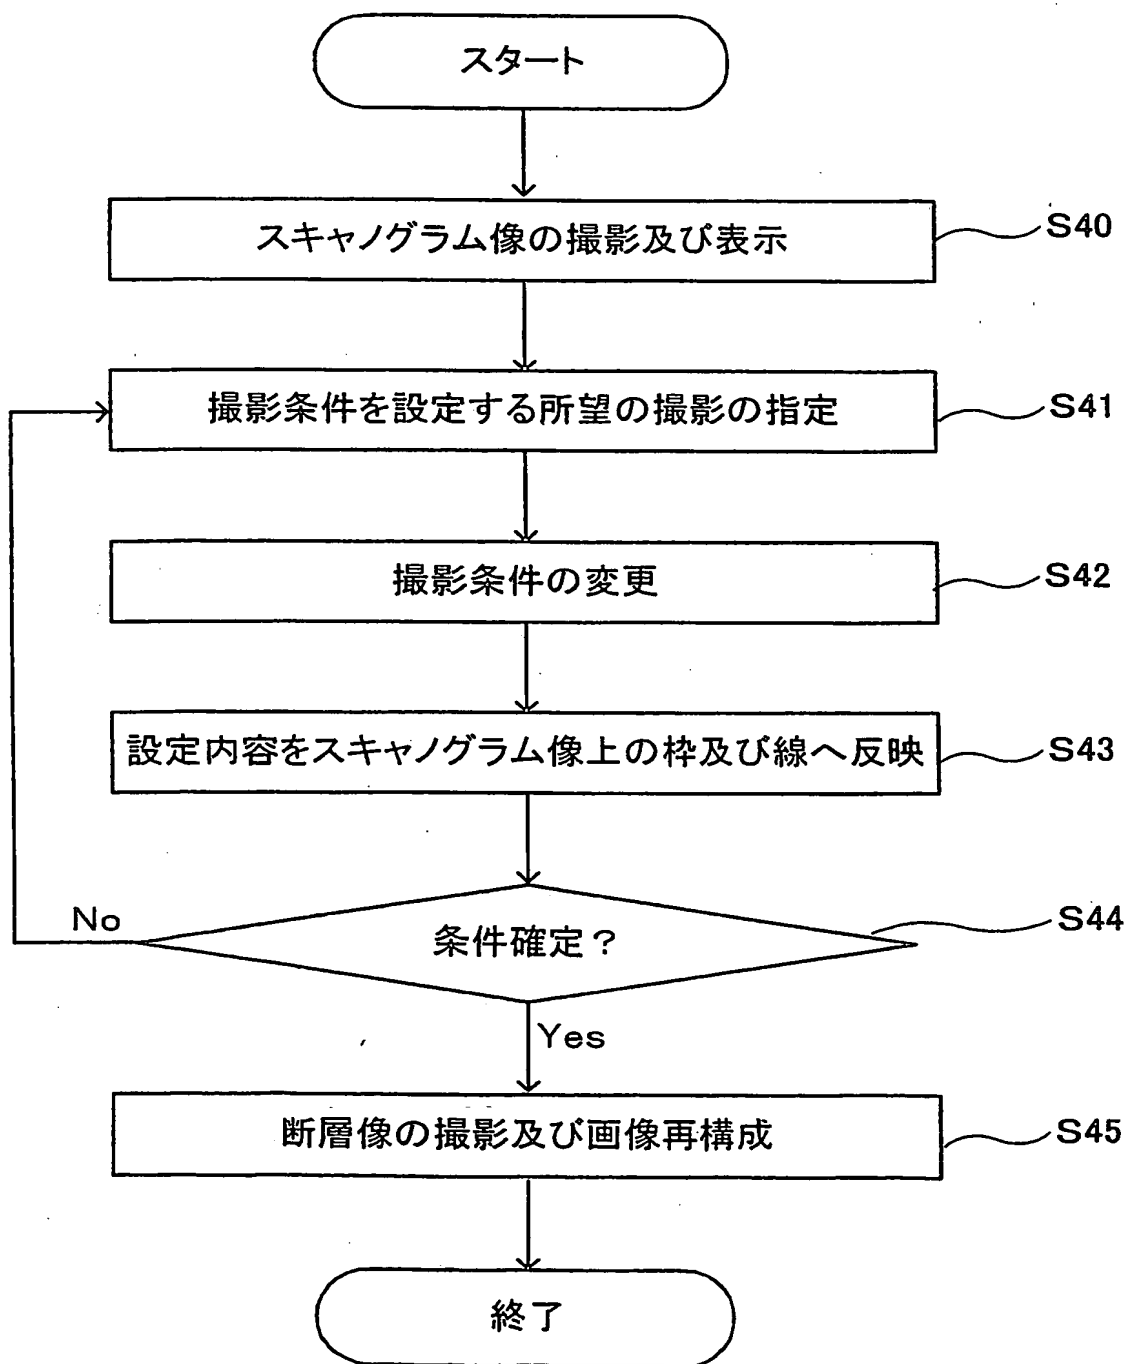 スタート
スキャノグラム像の撮影及び表示
S40
撮影条件を設定する所望の撮影の指定
S41
撮影条件の変更
S42
設定内容をスキャノグラム像上の枠及び線へ反映
S43
条件確定？
S44
No
Yes
断層像の撮影及び画像再構成
S45
終了